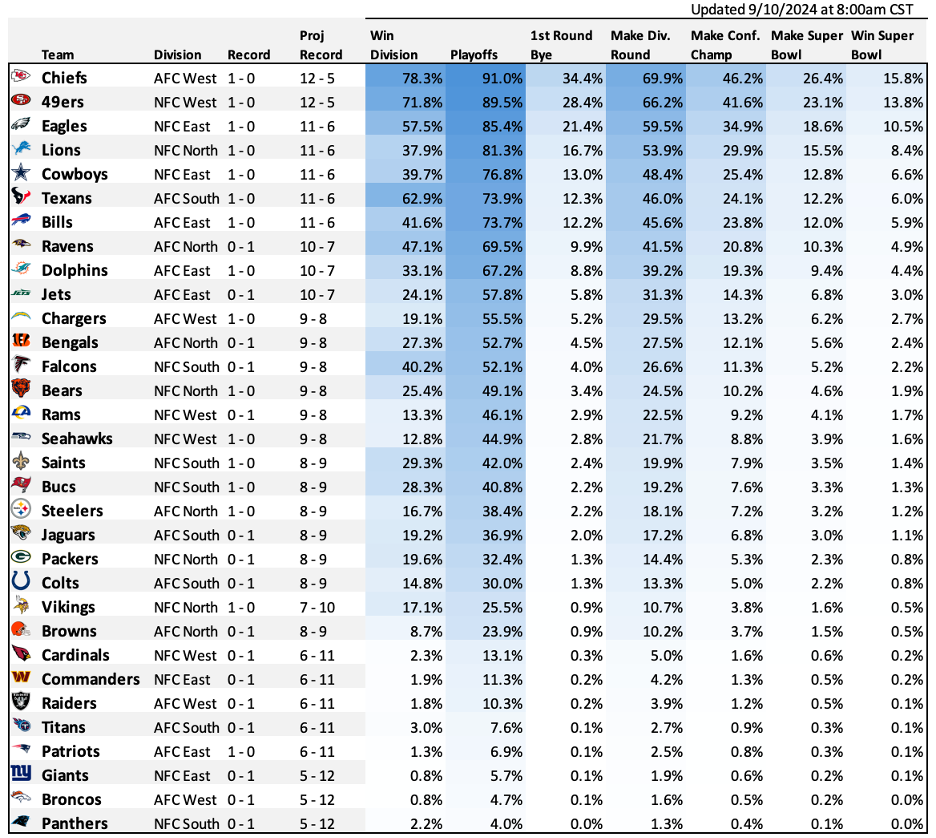 Updated 9/10/2024 at 8:00am CST
Proj Win 1st Round Make Div. Make Conf. Make Super Win Super
Team Division Record Record Division Playoffs Bye Round Champ Bowl Bowl
Chiefs AFC West 1 - 0 12 - 5 78.3% 91.0% 34.4% 69.9% 46.2% 26.4% 15.8%
49ers NFC West 1 - 0 12 - 5 71.8% 89.5% 28.4% 66.2% 41.6% 23.1% 13.8%
Eagles NFC East 1 - 0 11 - 6 57.5% 85.4% 21.4% 59.5% 34.9% 18.6% 10.5%
Lions NFC North 1 - 0 11 - 6 37.9% 81.3% 16.7% 53.9% 29.9% 15.5% 8.4%
Cowboys NFC East 1 - 0 11 - 6 39.7% 76.8% 13.0% 48.4% 25.4% 12.8% 6.6%
Texans AFC South 1 - 0 11 - 6 62.9% 73.9% 12.3% 46.0% 24.1% 12.2% 6.0%
Bills AFC East 1 - 0 11 - 6 41.6% 73.7% 12.2% 45.6% 23.8% 12.0% 5.9%
Ravens AFC North 0 - 1 10 - 7 47.1% 69.5% 9.9% 41.5% 20.8% 10.3% 4.9%
Dolphins AFC East 1 - 0 10 - 7 33.1% 67.2% 8.8% 39.2% 19.3% 9.4% 4.4%
JETS Jets AFC East 0 - 1 10 - 7 24.1% 57.8% 5.8% 31.3% 14.3% 6.8% 3.0%
Chargers AFC West 1 - 0 9 - 8 19.1% 55.5% 5.2% 29.5% 13.2% 6.2% 2.7%
Bengals AFC North 0 - 1 9 - 8 27.3% 52.7% 4.5% 27.5% 12.1% 5.6% 2.4%
Falcons NFC South 0 - 1 9 - 8 40.2% 52.1% 4.0% 26.6% 11.3% 5.2% 2.2%
Bears NFC North 1 - 0 9 - 8 25.4% 49.1% 3.4% 24.5% 10.2% 4.6% 1.9%
Rams NFC West 0 - 1 9 - 8 13.3% 46.1% 2.9% 22.5% 9.2% 4.1% 1.7%
Seahawks NFC West 1 - 0 9 - 8 12.8% 44.9% 2.8% 21.7% 8.8% 3.9% 1.6%
Saints NFC South 1 - 0 8 - 9 29.3% 42.0% 2.4% 19.9% 7.9% 3.5% 1.4%
Bucs NFC South 1 - 0 8 - 9 28.3% 40.8% 2.2% 19.2% 7.6% 3.3% 1.3%
Steelers AFC North 1 - 0 8 - 9 16.7% 38.4% 2.2% 18.1% 7.2% 3.2% 1.2%
Jaguars AFC South 0 - 1 8 - 9 19.2% 36.9% 2.0% 17.2% 6.8% 3.0% 1.1%
Packers NFC North 0 - 1 8 - 9 19.6% 32.4% 1.3% 14.4% 5.3% 2.3% 0.8%
Colts AFC South 0 - 1 8 - 9 14.8% 30.0% 1.3% 13.3% 5.0% 2.2% 0.8%
Vikings NFC North 1 - 0 7 - 10 17.1% 25.5% 0.9% 10.7% 3.8% 1.6% 0.5%
Browns AFC North 0 - 1 8 - 9 8.7% 23.9% 0.9% 10.2% 3.7% 1.5% 0.5%
Cardinals NFC West 0 - 1 6 - 11 2.3% 13.1% 0.3% 5.0% 1.6% 0.6% 0.2%
W Commanders NFC East 0 - 1 6 - 11 1.9% 11.3% 0.2% 4.2% 1.3% 0.5% 0.2%
Raiders AFC West 0 - 1 6 - 11 1.8% 10.3% 0.2% 3.9% 1.2% 0.5% 0.1%
Titans AFC South 0 - 1 6 - 11 3.0% 7.6% 0.1% 2.7% 0.9% 0.3% 0.1%
Patriots AFC East 1 - 0 6 - 11 1.3% 6.9% 0.1% 2.5% 0.8% 0.3% 0.1%
ny Giants NFC East 0 - 1 5 - 12 0.8% 5.7% 0.1% 1.9% 0.6% 0.2% 0.1%
Broncos AFC West 0 - 1 5 - 12 0.8% 4.7% 0.1% 1.6% 0.5% 0.2% 0.0%
Panthers NFC South 0 - 1 5 - 12 2.2% 4.0% 0.0% 1.3% 0.4% 0.1% 0.0%